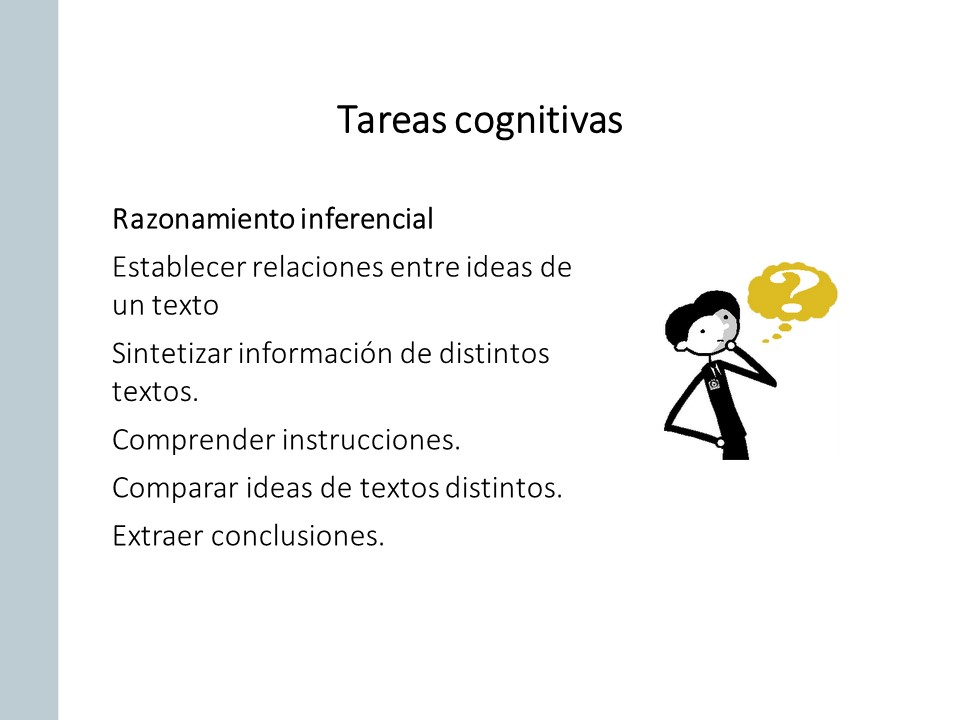 Tareas cognitivas
Razonamiento inferencial
Establecer relaciones entre ideas de
un texto
Sintetizar información de distintos
textos.
Comprender instrucciones.
Comparar ideas de textos distintos.
Extraer conclusiones.
?